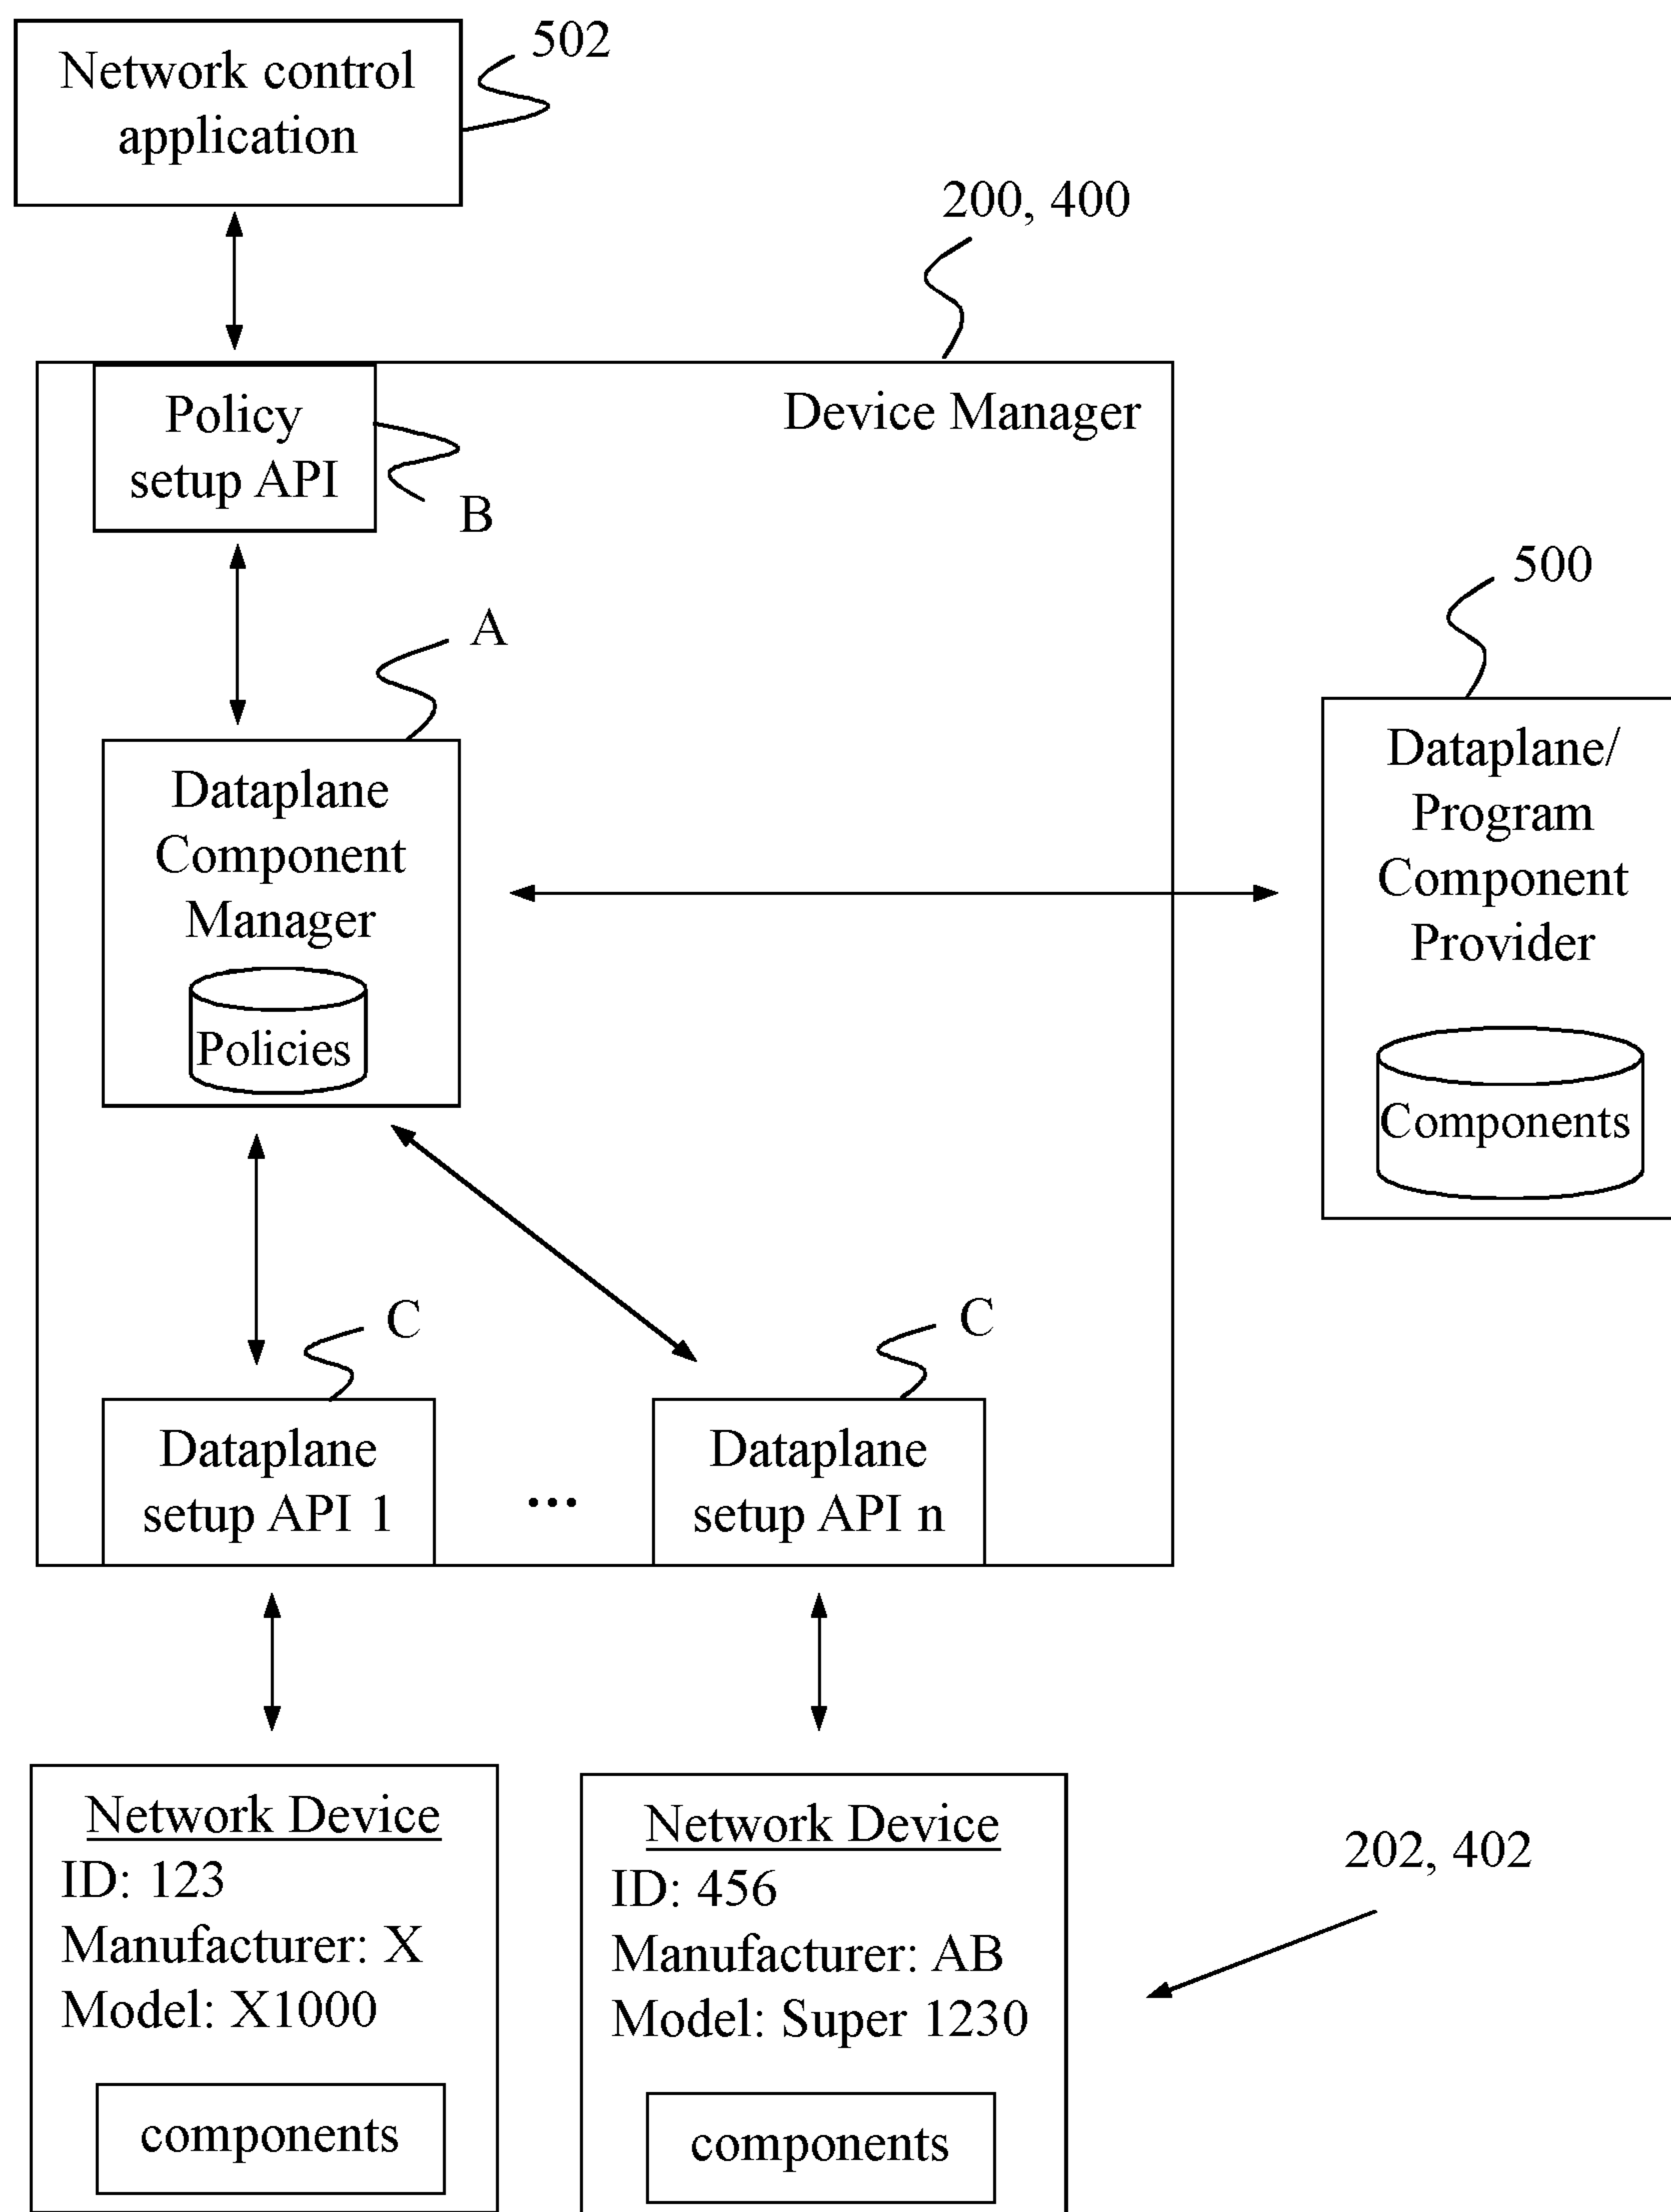 Network control
application
502
200, 400
Device Manager
Policy
setup API
B
A
500
Dataplane
Component
Manager
Policies
Dataplane/
Program
Component
Provider
Components
C
C
Dataplane
setup API 1
...
Dataplane
setup API n
Network Device
ID: 123
Manufacturer: X
Model: X1000
components
Network Device
ID: 456
Manufacturer: AB
Model: Super 1230
components
202, 402